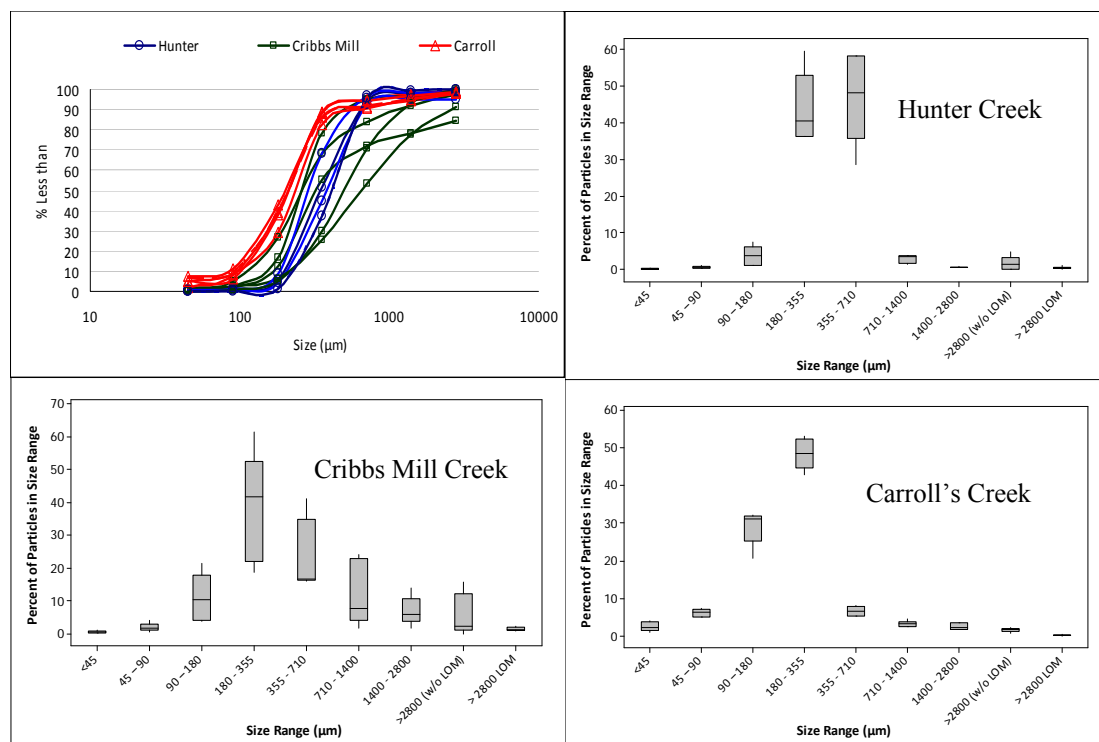 Hunter Cribbs Mill Carroll
% Less than
100
90
80
70
60
50
40
30
20
10
0
10 100 1000 10000
Size (µm)
Percent of Particles in Size Range
60
50
40
30
20
10
0
Hunter Creek
<45
45 – 90
90 – 180
180 - 355
355 - 710
710 - 1400
1400 - 2800
>2800 (w/o LOM)
> 2800 LOM
Size Range (µm)
Percent of Particles in Size Range
70
60
50
40
30
20
10
0
Cribbs Mill Creek
<45
45 – 90
90 – 180
180 - 355
355 - 710
710 - 1400
1400 - 2800
>2800 (w/o LOM)
> 2800 LOM
Size Range (µm)
Percent of Particles in Size Range
60
50
40
30
20
10
0
Carroll's Creek
<45
45 – 90
90 – 180
180 - 355
355 - 710
710 - 1400
1400 - 2800
>2800 (w/o LOM)
> 2800 LOM
Size Range (µm)